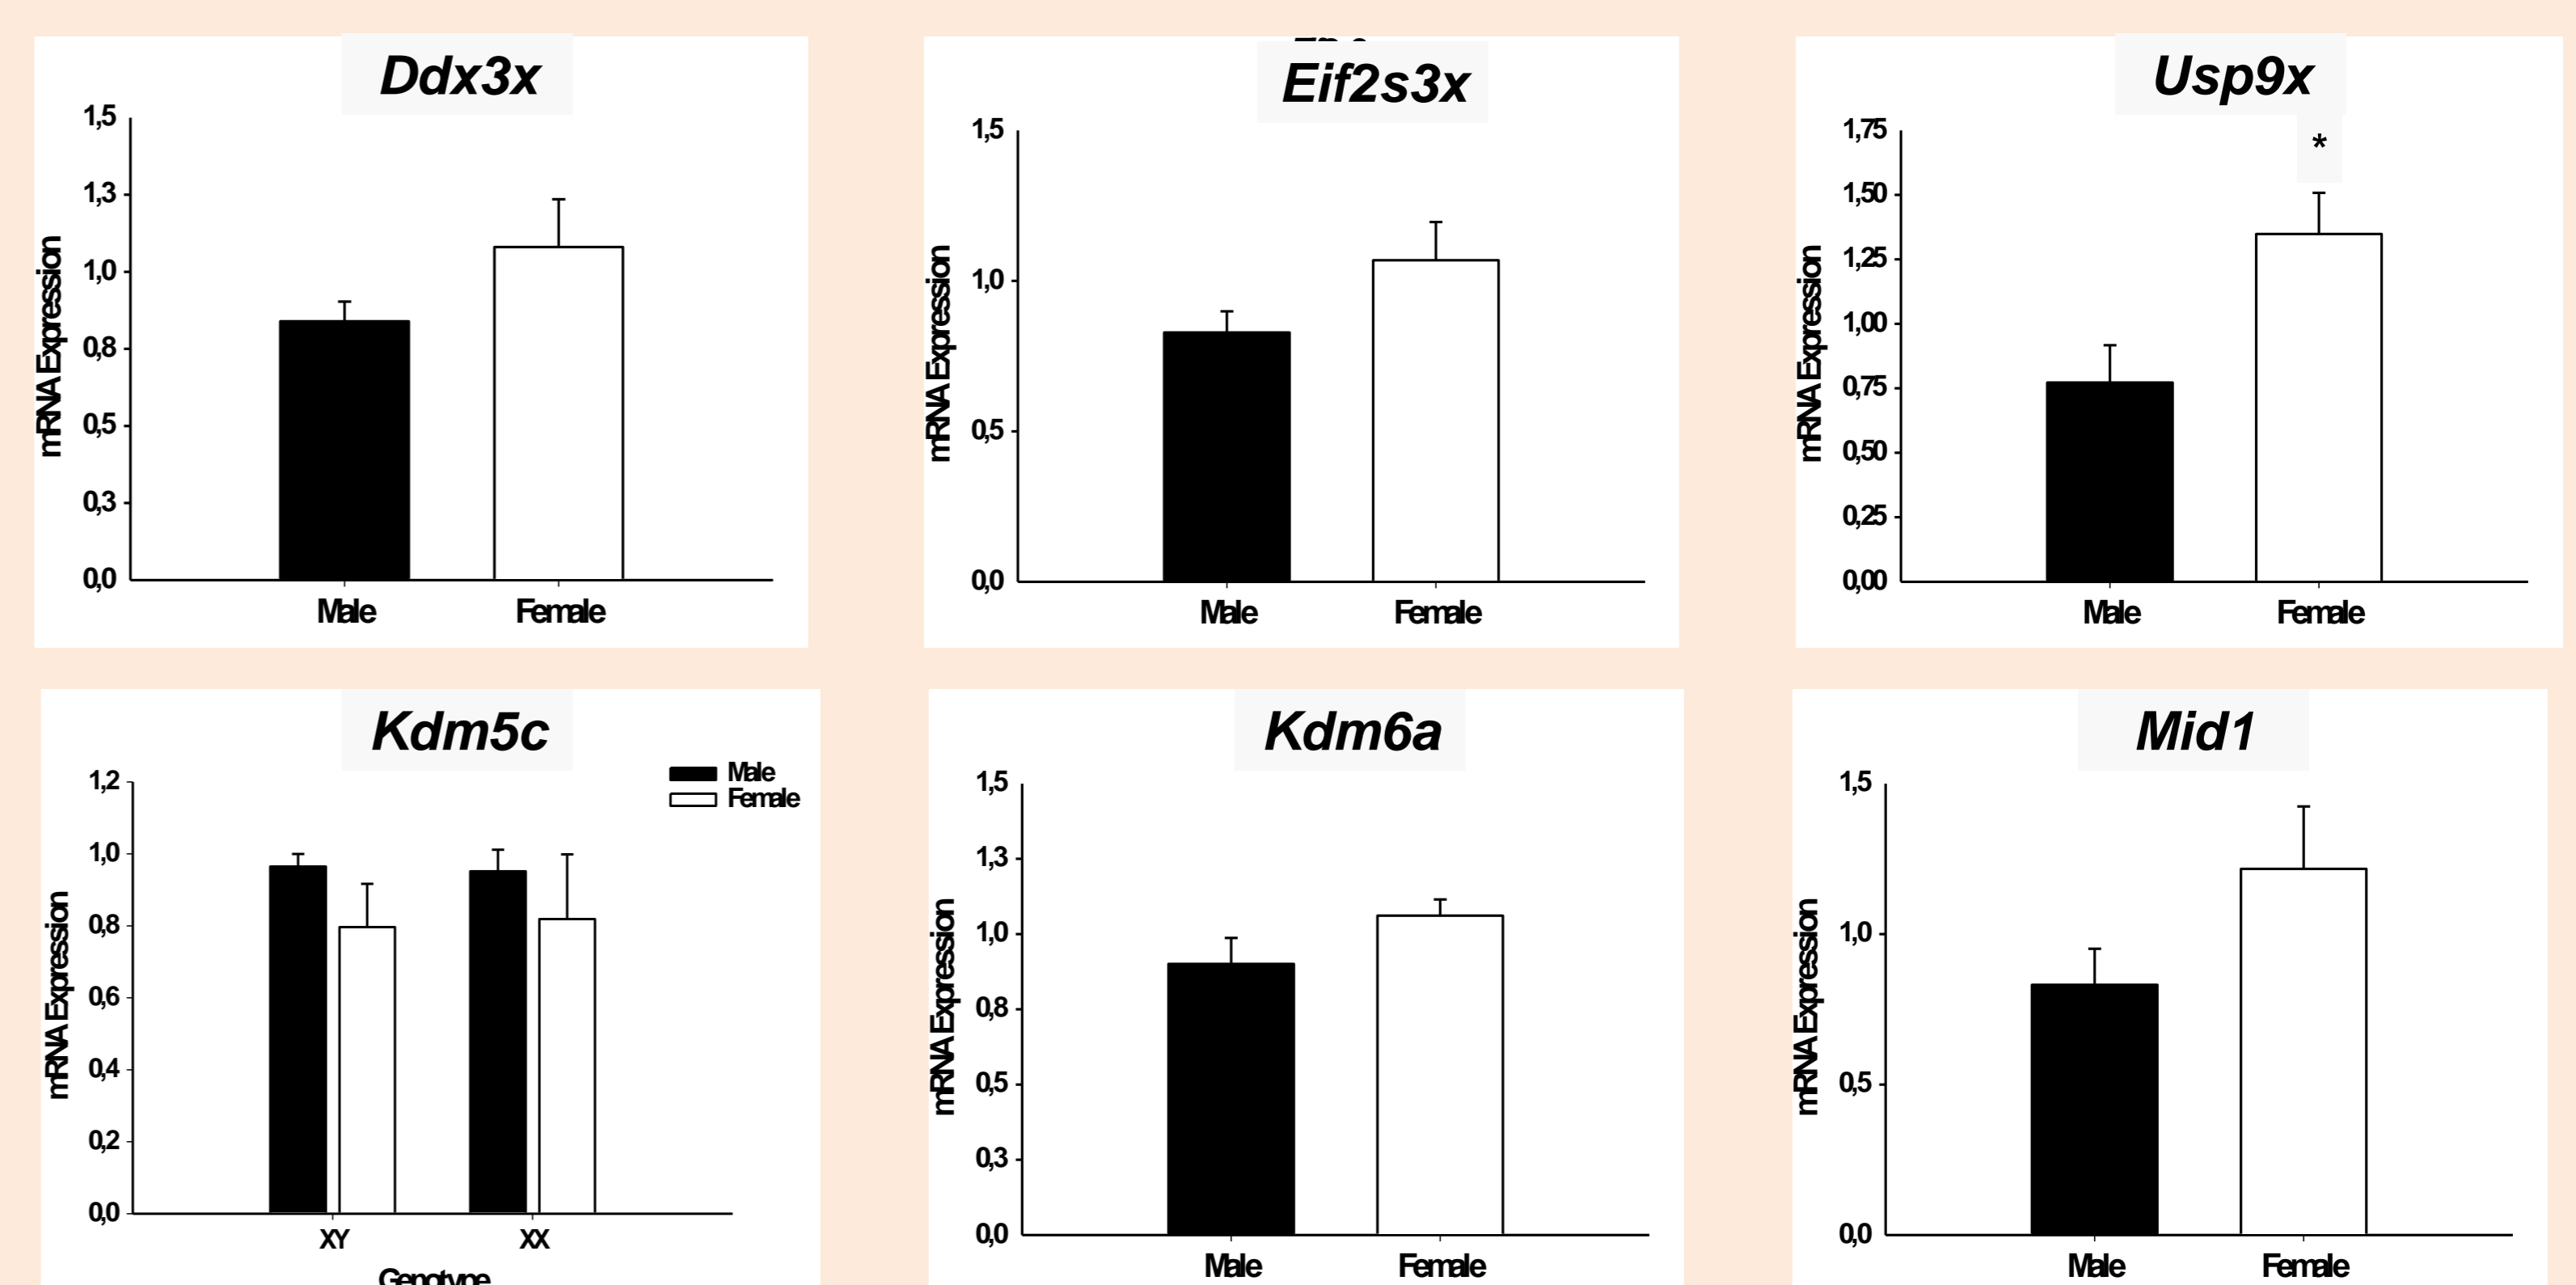 Ddx3x
1,5
1,3
1,0
0,8
0,5
0,3
0,0
mRNA Expression
Male Female
Eif2s3x
1,5
1,0
0,5
0,0
mRNA Expression
Male Female
Usp9x
*
1,75
1,50
1,25
1,00
0,75
0,50
0,25
0,00
mRNA Expression
Male Female
Kdm5c
Male
Female
1,2
1,0
0,8
0,6
0,4
0,2
0,0
mRNA Expression
XY XX
Genotype
Kdm6a
1,5
1,3
1,0
0,8
0,5
0,3
0,0
mRNA Expression
Male Female
Mid1
1,5
1,0
0,5
0,0
mRNA Expression
Male Female